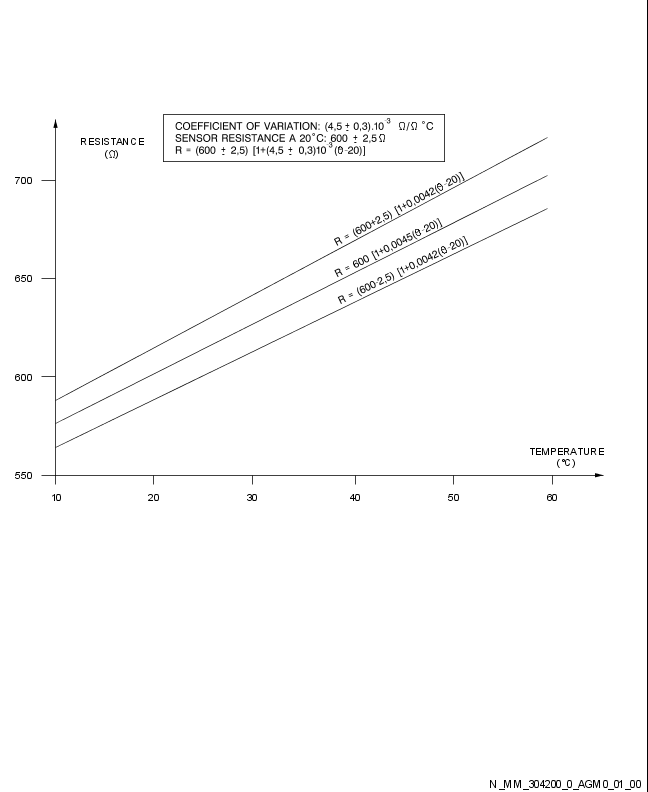 COEFFICIENT OF VARIATION: (4,5 ± 0,3).10⁻³ Ω/Ω °C
SENSOR RESISTANCE A 20°C: 600 ± 2,5 Ω
R = (600 ± 2,5) [1+(4,5 ± 0,3)10⁻³(θ-20)]
RESISTANCE
(Ω)
700
650
600
550
R = (600+2,5) [1+0,0042(θ-20)]
R = 600 [1+0,0045(θ-20)]
R = (600-2,5) [1+0,0042(θ-20)]
TEMPERATURE
(°C)
10 20 30 40 50 60
N_MM_304200_0_AGM0_01_00